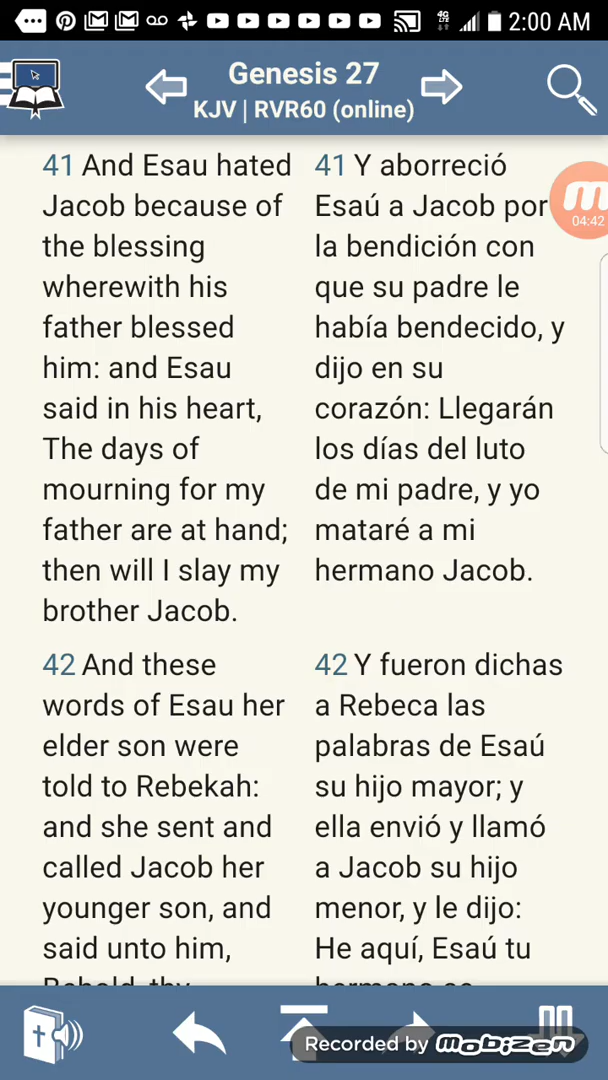 4G LTE 2:00 AM
Genesis 27
KJV | RVR60 (online)
04:42
41 And Esau hated
Jacob because of
the blessing
wherewith his
father blessed
him: and Esau
said in his heart,
The days of
mourning for my
father are at hand;
then will I slay my
brother Jacob.
42 And these
words of Esau her
elder son were
told to Rebekah:
and she sent and
called Jacob her
younger son, and
said unto him,
Behold, thy
41 Y aborreció
Esaú a Jacob por
la bendición con
que su padre le
había bendecido, y
dijo en su
corazón: Llegarán
los días del luto
de mi padre, y yo
mataré a mi
hermano Jacob.
42 Y fueron dichas
a Rebeca las
palabras de Esaú
su hijo mayor; y
ella envió y llamó
a Jacob su hijo
menor, y le dijo:
He aquí, Esaú tu
hermano se
Recorded by mobizen